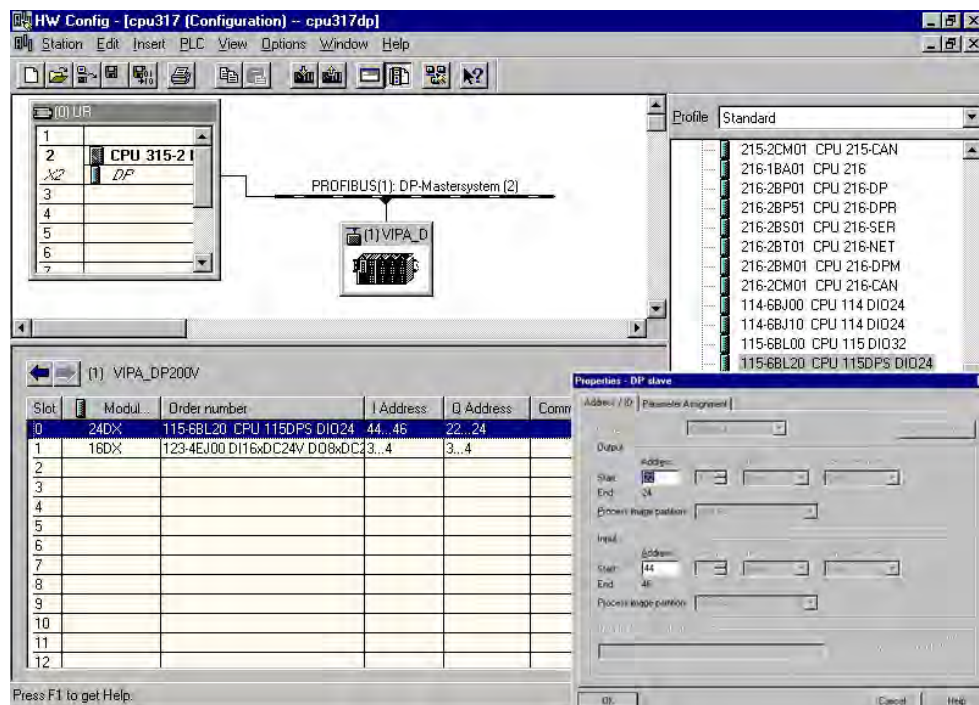 HW Config - [cpu317 (Configuration) -- cpu317dp]
Station Edit Insert PLC View Options Window Help
(0) UR
1
2 CPU 315-2
X2 DP
3
4
5
6
7
PROFIBUS(1): DP-Mastersystem (2)
(1) VIPA_D
Profile Standard
215-2CM01 CPU 215-CAN
216-1BA01 CPU 216
216-2BP01 CPU 216-DP
216-2BP51 CPU 216-DPR
216-2BS01 CPU 216-SER
216-2BT01 CPU 216-NET
216-2BM01 CPU 216-DPM
216-2CM01 CPU 216-CAN
114-6BJ00 CPU 114 DIO24
114-6BJ10 CPU 114 DIO24
115-6BL00 CPU 115 DIO32
115-6BL20 CPU 115DPS DIO24
(1) VIPA_DP200V
Slot Modul... Order number I Address Q Address Comm
0 24DX 115-6BL20 CPU 115DPS DIO24 44...46 22...24
1 16DX 123-4EJ00 DI16xDC24V DO8xDC2 3...4 3...4
2
3
4
5
6
7
8
9
10
11
12
Properties - DP slave
Address / ID Parameter Assignment
Output
Address
Start:
End: 24
Process image partition:
Input
Address
Start: 44
End: 46
Process image partition:
OK Cancel Help
Press F1 to get Help.